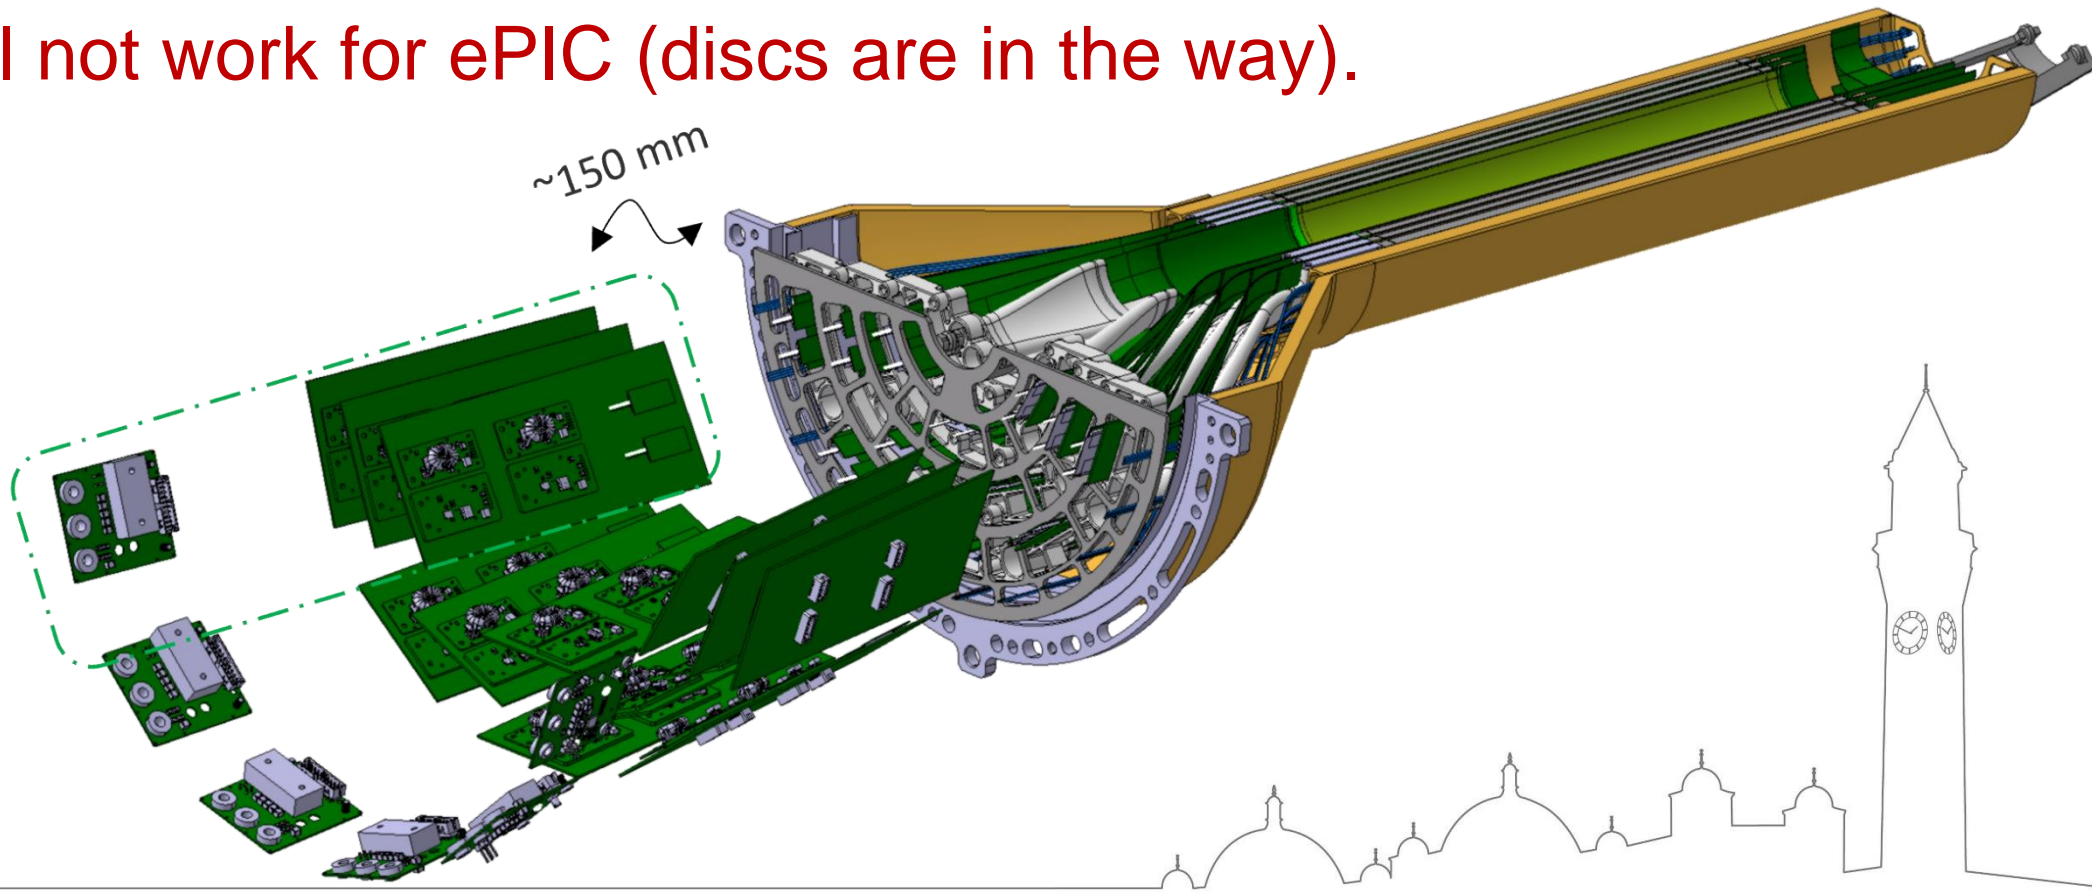 l not work for ePIC (discs are in the way).
~150 mm